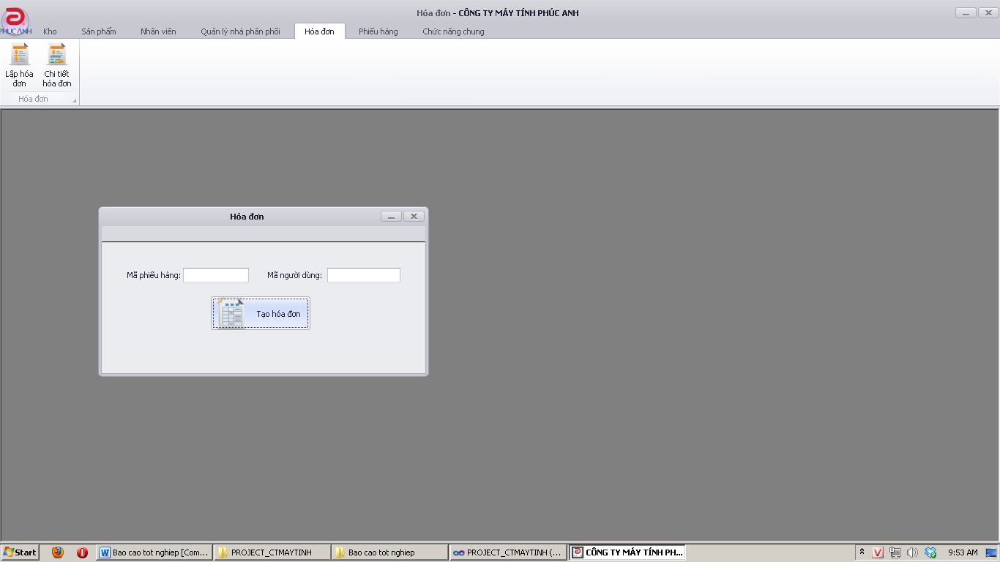 Hóa đơn - CÔNG TY MÁY TÍNH PHÚC ANH
PHUCANH
Kho Sản phẩm Nhân viên Quản lý nhà phân phối Hóa đơn Phiếu hàng Chức năng chung
Lập hóa đơn
Chi tiết hóa đơn
Hóa đơn
Hóa đơn
Mã phiếu hàng: Mã người dùng:
Tạo hóa đơn
Start Bao cao tot nghiep [Com... PROJECT_CTMAYTINH Bao cao tot nghiep PROJECT_CTMAYTINH (... CÔNG TY MÁY TÍNH PH... V 9:53 AM